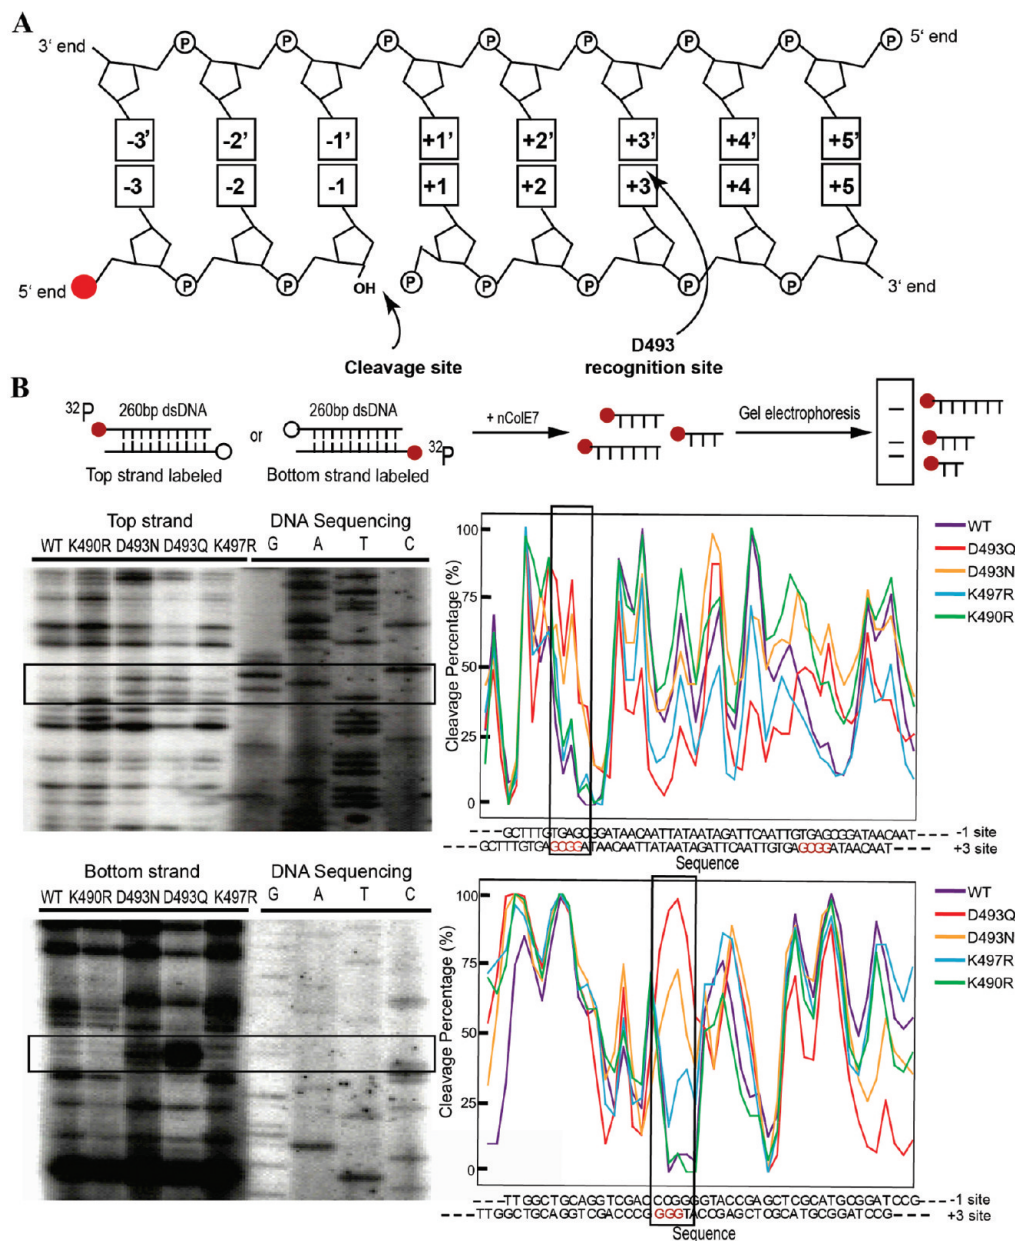 A
3' end
P P P P P P P P
5' end
-3' -2' -1' +1' +2' +3' +4' +5'
-3 -2 -1 +1 +2 +3 +4 +5
5' end
P P OH P P P P P
3' end
Cleavage site
D493
recognition site
B
32P 260bp dsDNA
or
260bp dsDNA
32P
Top strand labeled
Bottom strand labeled
+ nColE7
Gel electrophoresis
Top strand
DNA Sequencing
WT K490R D493N D493Q K497R G A T C
Cleavage Percentage (%)
100
75
50
25
0
WT
D493Q
D493N
K497R
K490R
GCTTTGTGAGCGGATAACAATTATAATAGATTCAATTGTGAGCGGATAACAAT -1 site
GCTTTGTGAGCGGATAACAATTATAATAGATTCAATTGTGAGCGGATAACAAT +3 site
Sequence
Bottom strand
DNA Sequencing
WT K490R D493N D493Q K497R G A T C
Cleavage Percentage (%)
100
75
50
25
0
WT
D493Q
D493N
K497R
K490R
TTGGCTGCAGGTCGACCCGGGGTACCGAGCTCGCATGCGGATCCG -1 site
TTGGCTGCAGGTCGACCCGGGGTACCGAGCTCGCATGCGGATCCG +3 site
Sequence